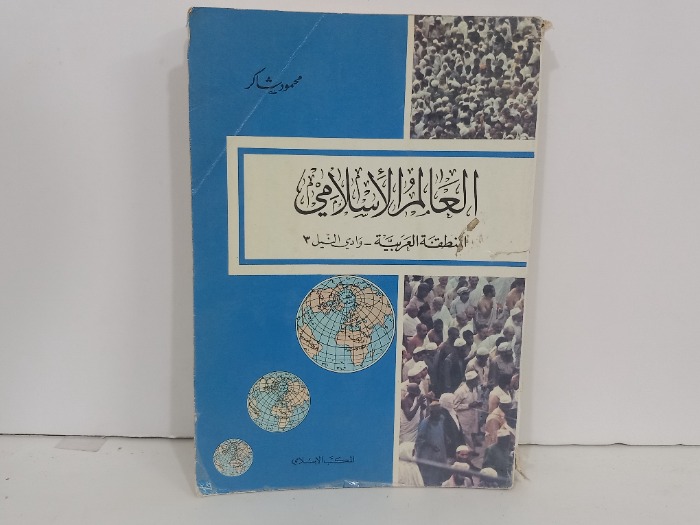 محمود شاكر
العالم الإسلامي
المنطقة العربية - وادي النيل ٣
المكتب الإسلامي